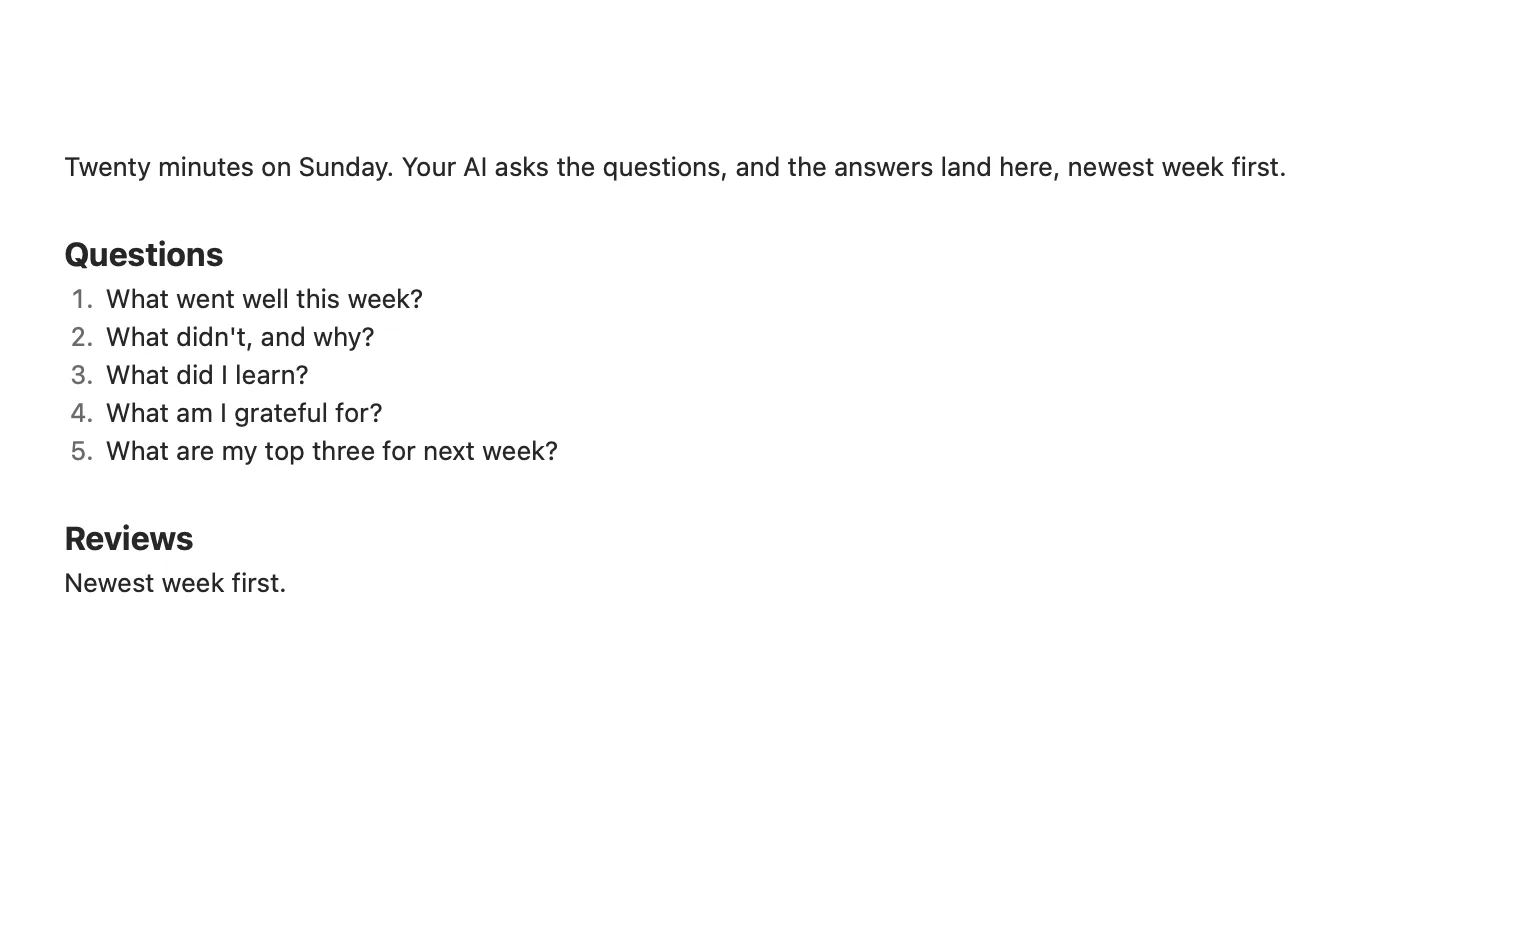 Twenty minutes on Sunday. Your AI asks the questions, and the answers land here, newest week first.
Questions
1. What went well this week?
2. What didn't, and why?
3. What did I learn?
4. What am I grateful for?
5. What are my top three for next week?
Reviews
Newest week first.